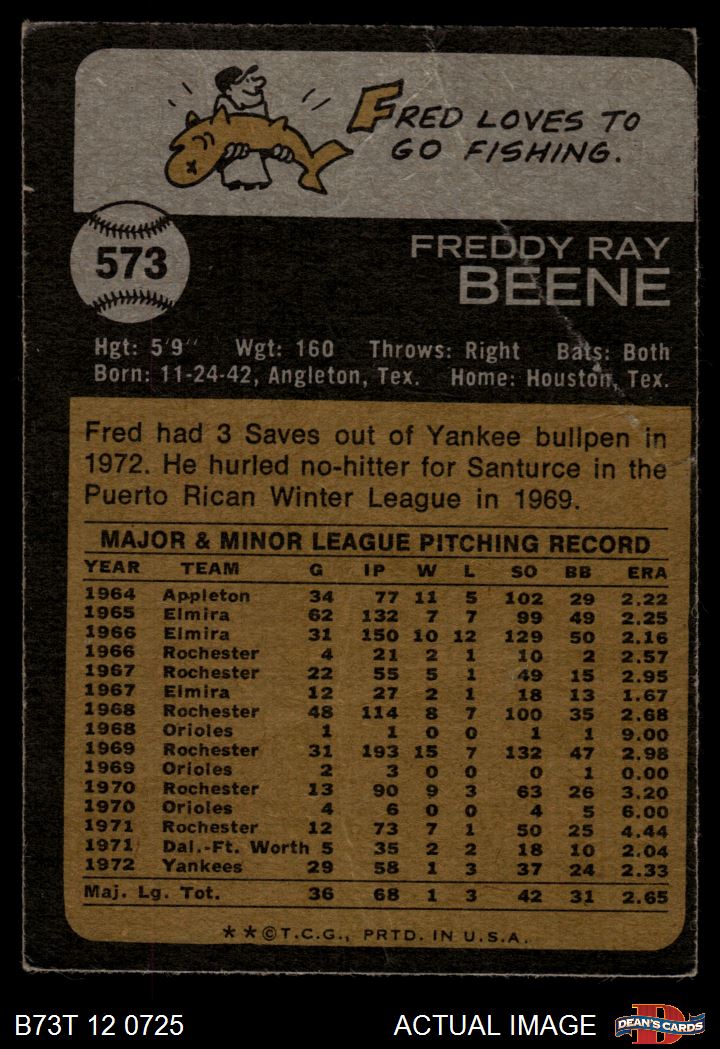 FRED LOVES TO
GO FISHING.
573
FREDDY RAY
BEENE
Hgt: 5'9" Wgt: 160 Throws: Right Bats: Both
Born: 11-24-42, Angleton, Tex. Home: Houston, Tex.
Fred had 3 Saves out of Yankee bullpen in
1972. He hurled no-hitter for Santurce in the
Puerto Rican Winter League in 1969.
MAJOR & MINOR LEAGUE PITCHING RECORD
YEAR TEAM G IP W L SO BB ERA
1964 Appleton 34 77 11 5 102 29 2.22
1965 Elmira 62 132 7 7 99 49 2.25
1966 Elmira 31 150 10 12 129 50 2.16
1966 Rochester 4 21 2 1 10 2 2.57
1967 Rochester 22 55 5 1 49 15 2.95
1967 Elmira 12 27 2 1 18 13 1.67
1968 Rochester 48 114 8 7 100 35 2.68
1968 Orioles 1 1 0 0 1 1 9.00
1969 Rochester 31 193 15 7 132 47 2.98
1969 Orioles 2 3 0 0 0 1 0.00
1970 Rochester 13 90 9 3 63 26 3.20
1970 Orioles 4 6 0 0 4 5 6.00
1971 Rochester 12 73 7 1 50 25 4.44
1971 Dal.-Ft. Worth 5 35 2 2 18 10 2.04
1972 Yankees 29 58 1 3 37 24 2.33
Maj. Lg. Tot. 36 68 1 3 42 31 2.65
**©T.C.G., PRTD. IN U.S.A.
B73T 12 0725 ACTUAL IMAGE D DEAN'S CARDS